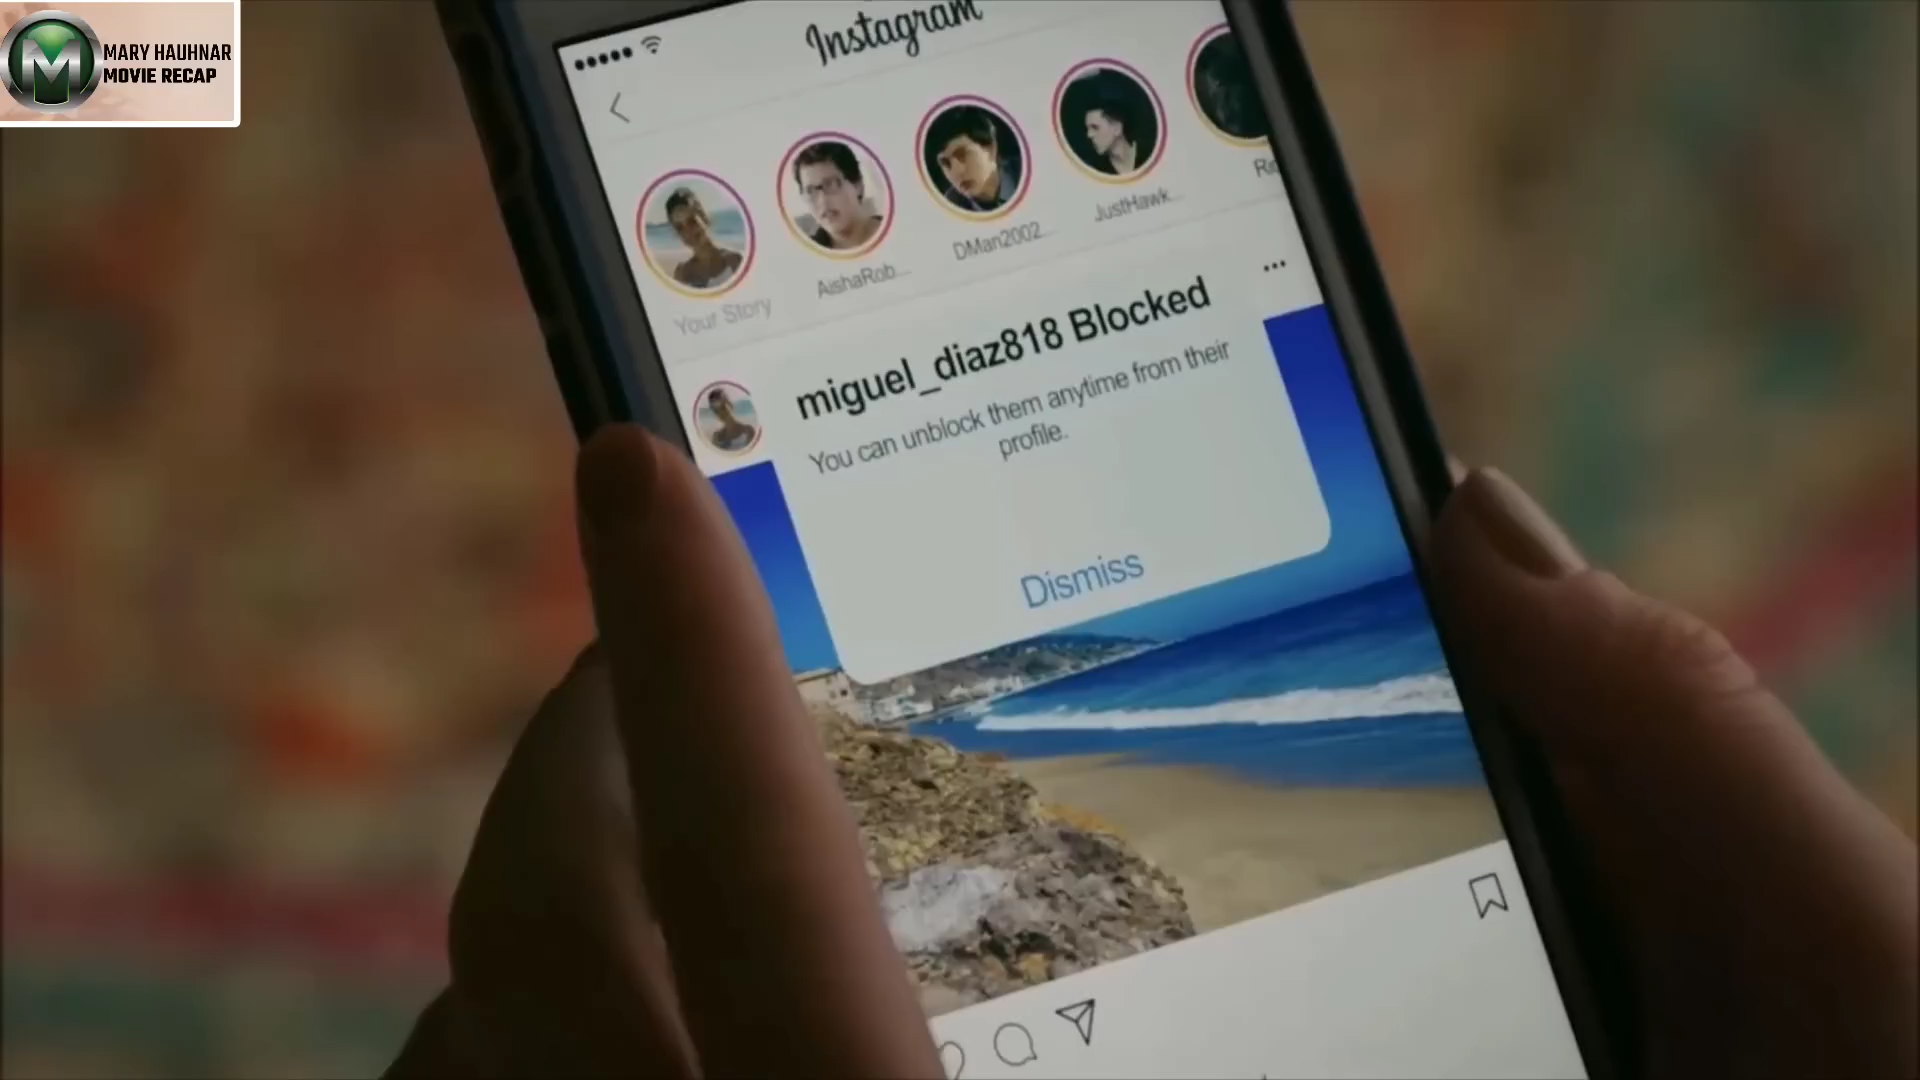 MARY HAUHNAR
MOVIE RECAP
Instagram
Your Story
AishaRob...
DMan2002...
JustHawk...
miguel_diaz818 Blocked
You can unblock them anytime from their
profile.
Dismiss